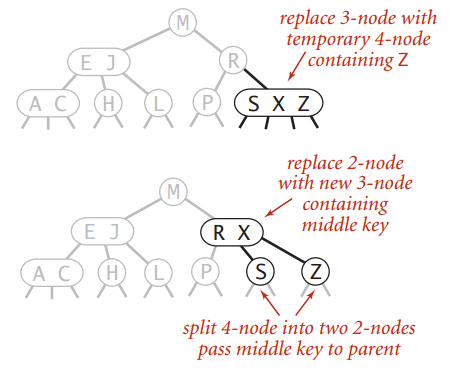 M
replace 3-node with
temporary 4-node
containing Z
E J
R
A C
H
L
P
S X Z
replace 2-node
with new 3-node
containing
middle key
M
E J
R X
A C
H
L
P
S
Z
split 4-node into two 2-nodes
pass middle key to parent